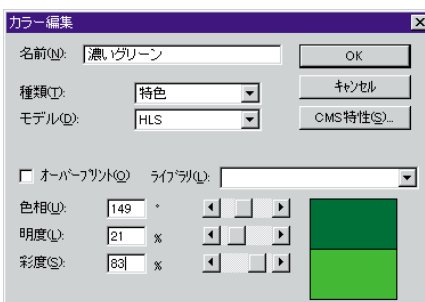 カラー編集
名前(N): 濃いグリーン OK
種類(T): 特色 キャンセル
モデル(D): HLS CMS特性(S)...
オーバープリント(O) ライブラリ(L):
色相(U): 149 °
明度(L): 21 %
彩度(S): 83 %